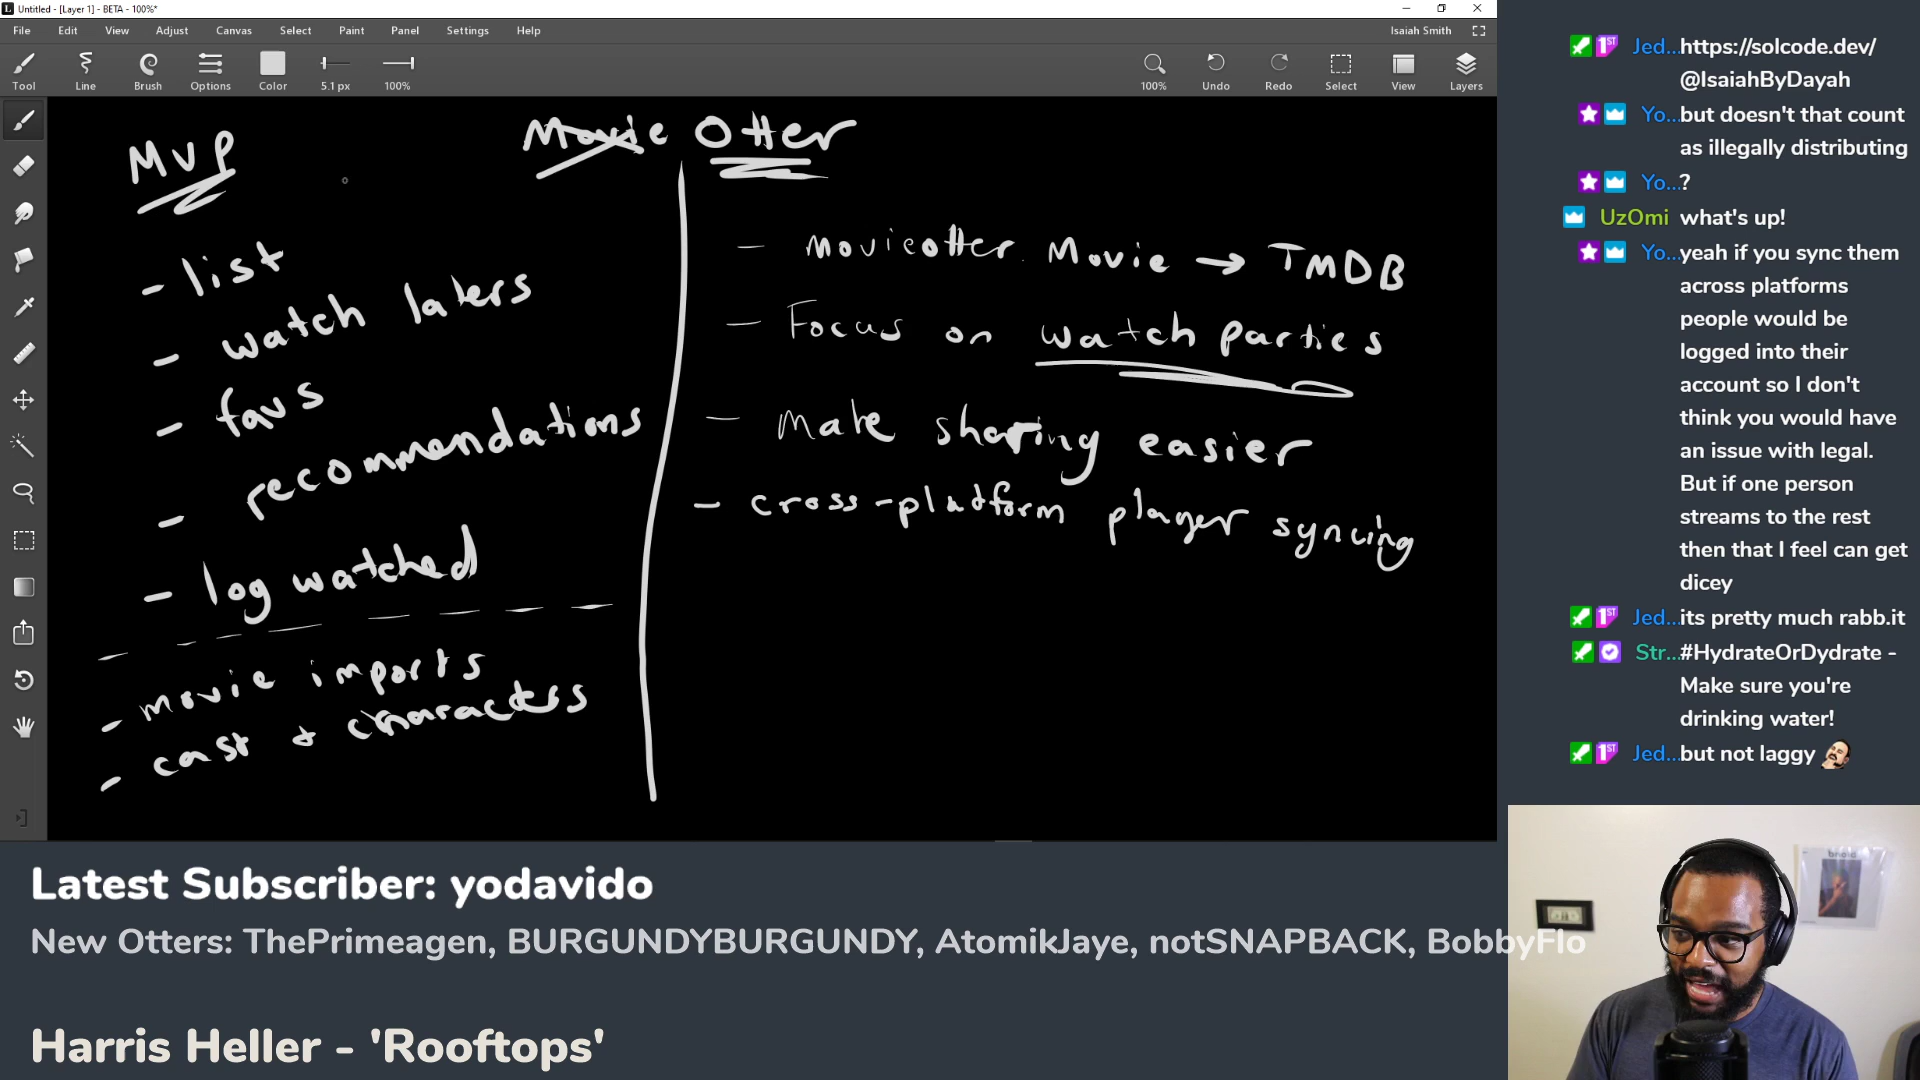 Untitled - [Layer 1] - BETA - 100%*
File Edit View Adjust Canvas Select Paint Panel Settings Help
Isaiah Smith
Tool Line Brush Options Color 5.1 px 100%
100% Undo Redo Select View Layers
MVP
- list
- watch laters
- favs
- recommendations
- log watched
- movie imports
- cast & characters
Movie Otter
- movieotter. Movie → TMDB
- Focus on watch parties
- make sharing easier
- cross-platform player syncing
Jed... https://solcode.dev/
@IsaiahByDayah
Yo... but doesn't that count
as illegally distributing
Yo... ?
UzOmi what's up!
Yo... yeah if you sync them
across platforms
people would be
logged into their
account so I don't
think you would have
an issue with legal.
But if one person
streams to the rest
then that I feel can get
dicey
Jed... its pretty much rabb.it
Str... #HydrateOrDydrate -
Make sure you're
drinking water!
Jed... but not laggy
Latest Subscriber: yodavido
New Otters: ThePrimeagen, BURGUNDYBURGUNDY, AtomikJaye, notSNAPBACK, BobbyFlo
Harris Heller - 'Rooftops'